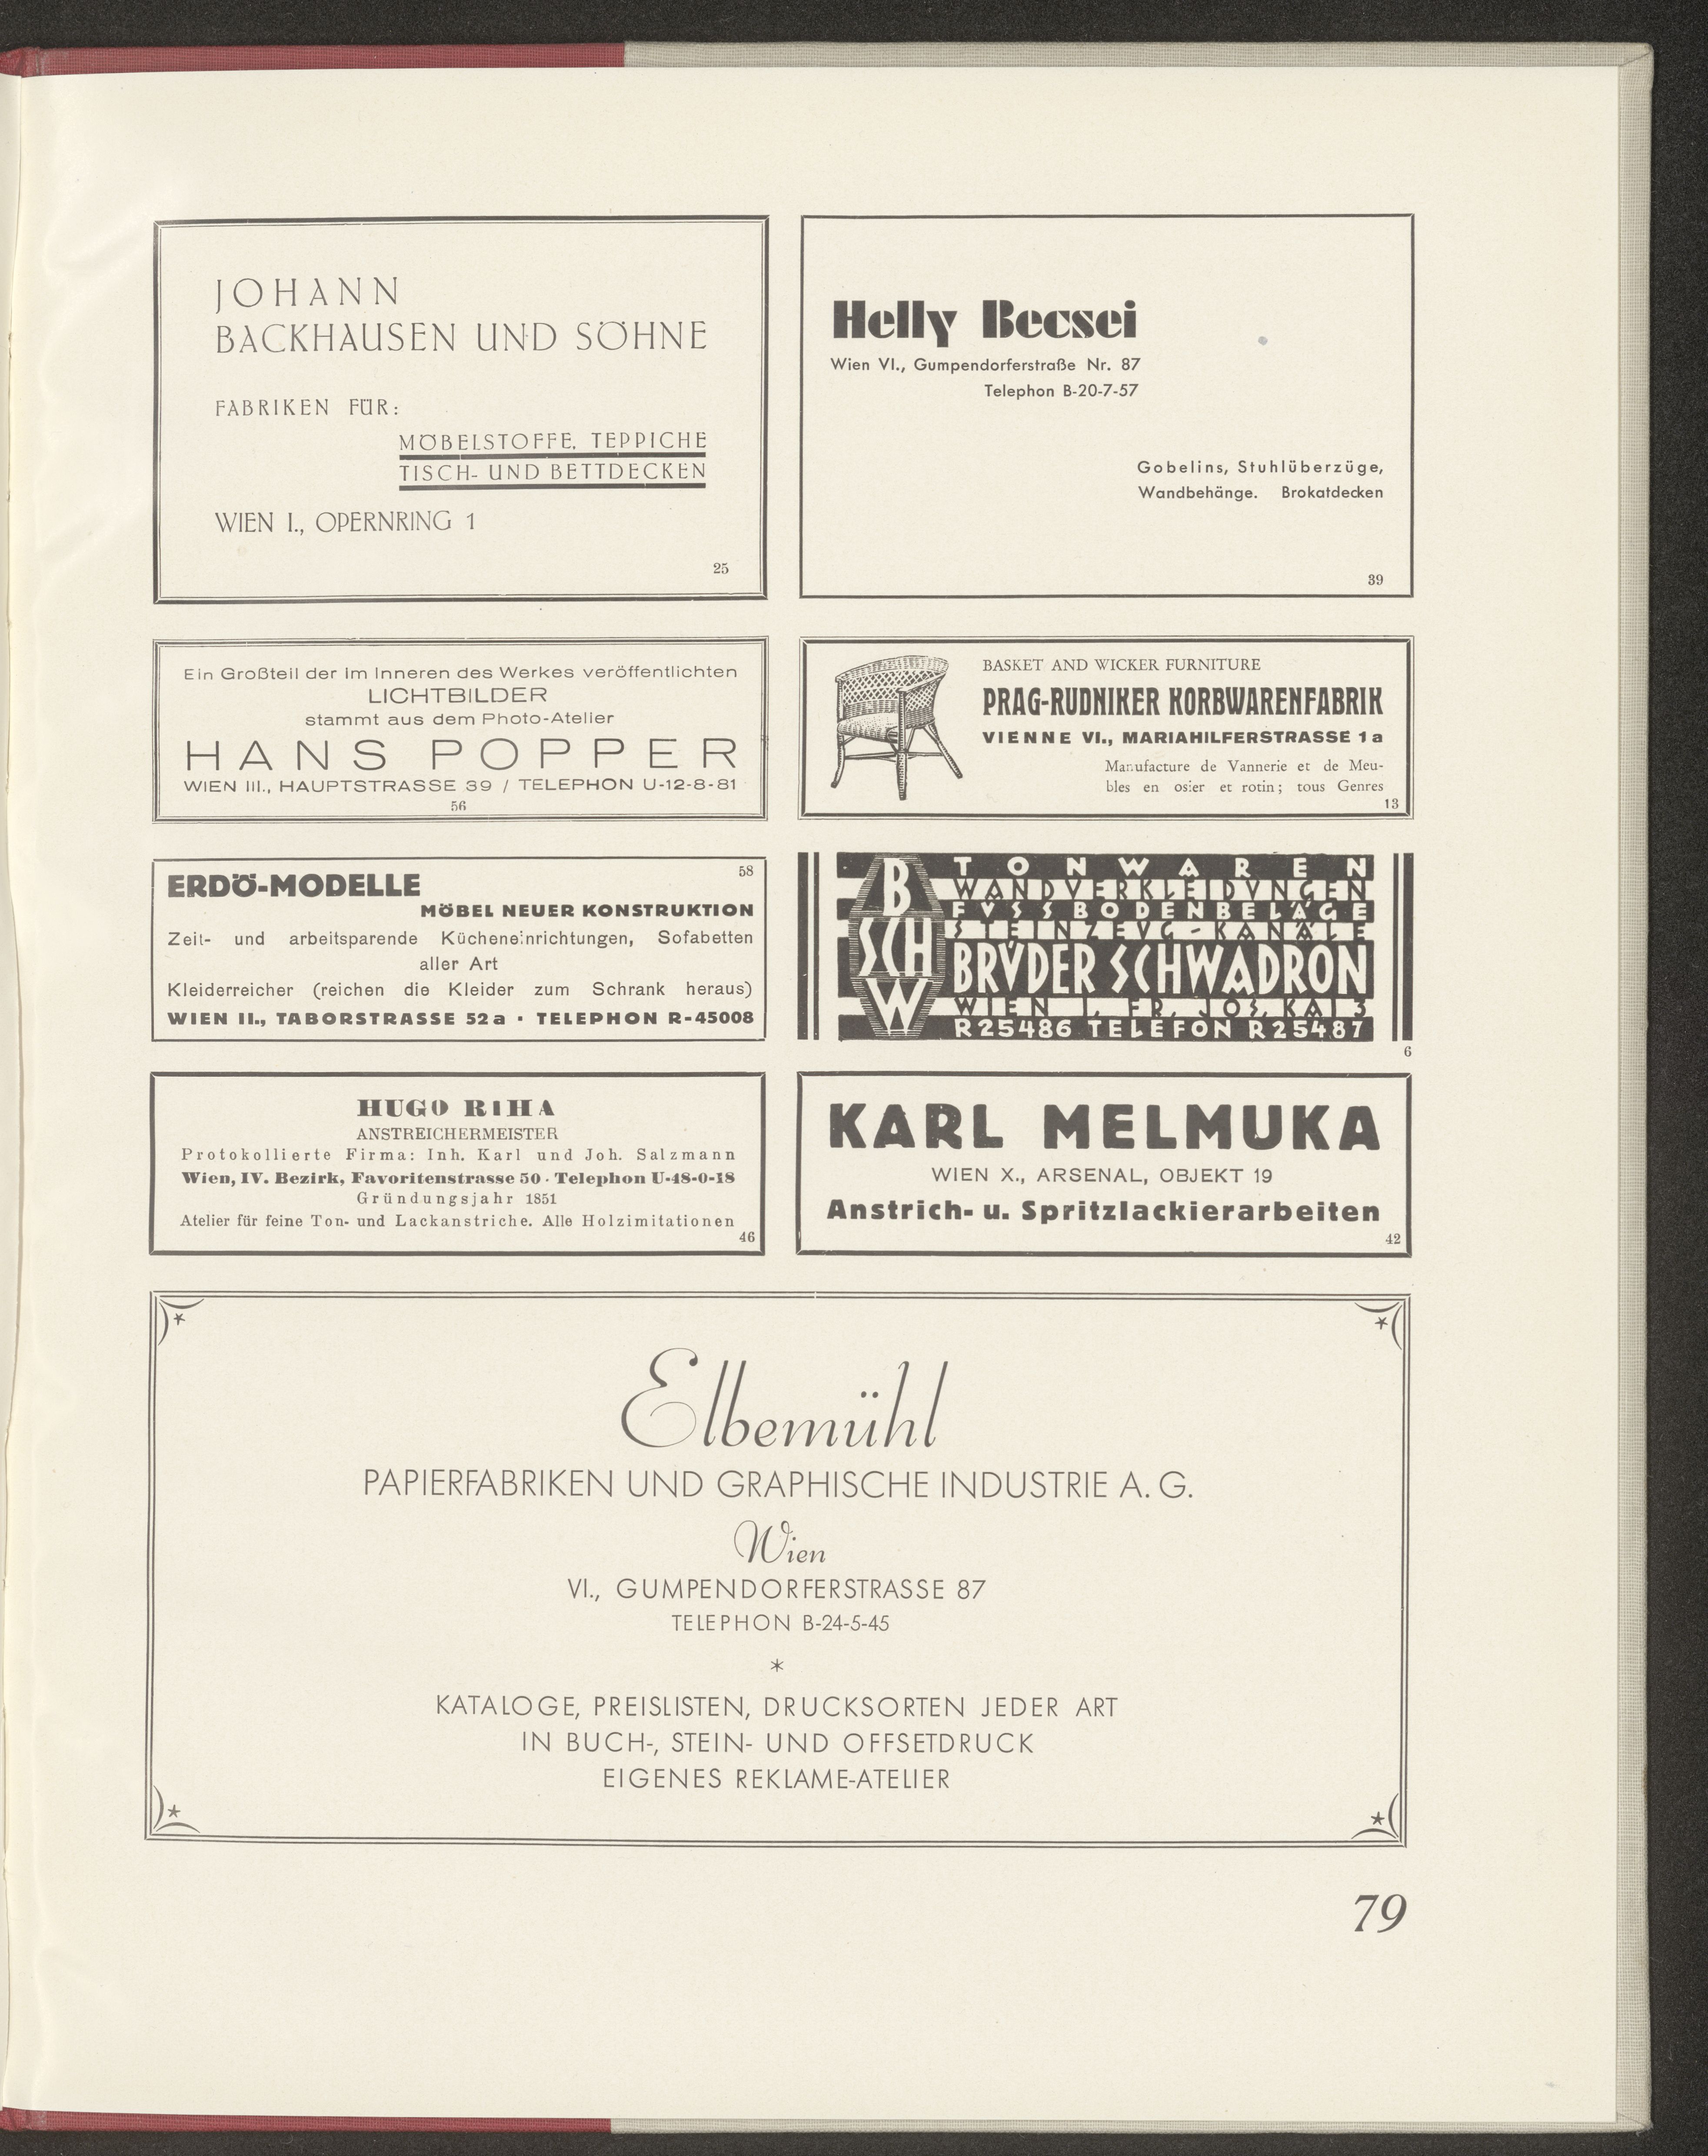 JOHANN
BACKHAUSEN UND SÖHNE
FABRIKEN FÜR:
MÖBELSTOFFE, TEPPICHE
TISCH- UND BETTDECKEN
WIEN I., OPERNRING 1
25
Helly Becsei
Wien VI., Gumpendorferstraße Nr. 87
Telephon B-20-7-57
Gobelins, Stuhlüberzüge,
Wandbehänge. Brokatdecken
39
Ein Großteil der im Inneren des Werkes veröffentlichten
LICHTBILDER
stammt aus dem Photo-Atelier
HANS POPPER
WIEN III., HAUPTSTRASSE 39 / TELEPHON U-12-8-81
56
BASKET AND WICKER FURNITURE
PRAG-RUDNIKER KORBWARENFABRIK
VIENNE VI., MARIAHILFERSTRASSE 1a
Manufacture de Vannerie et de Meu-
bles en osier et rotin; tous Genres
13
58
ERDÖ-MODELLE
MÖBEL NEUER KONSTRUKTION
Zeit- und arbeitsparende Kücheneinrichtungen, Sofabetten
aller Art
Kleiderreicher (reichen die Kleider zum Schrank heraus)
WIEN II., TABORSTRASSE 52a · TELEPHON R-45008
B
SCH
W
TONWAREN
WANDVERKLEIDVNGEN
FVSSBODENBELÄGE
STEINZEVG-KANÄLE
BRVDER SCHWADRON
WIEN I. FR. JOS. KAI 3
R25486 TELEFON R25487
6
HUGO RIHA
ANSTREICHERMEISTER
Protokollierte Firma: Inh. Karl und Joh. Salzmann
Wien, IV. Bezirk, Favoritenstrasse 50 · Telephon U-48-0-18
Gründungsjahr 1851
Atelier für feine Ton- und Lackanstriche. Alle Holzimitationen
46
KARL MELMUKA
WIEN X., ARSENAL, OBJEKT 19
Anstrich- u. Spritzlackierarbeiten
42
Elbemühl
PAPIERFABRIKEN UND GRAPHISCHE INDUSTRIE A. G.
Wien
VI., GUMPENDORFERSTRASSE 87
TELEPHON B-24-5-45
*
KATALOGE, PREISLISTEN, DRUCKSORTEN JEDER ART
IN BUCH-, STEIN- UND OFFSETDRUCK
EIGENES REKLAME-ATELIER
79